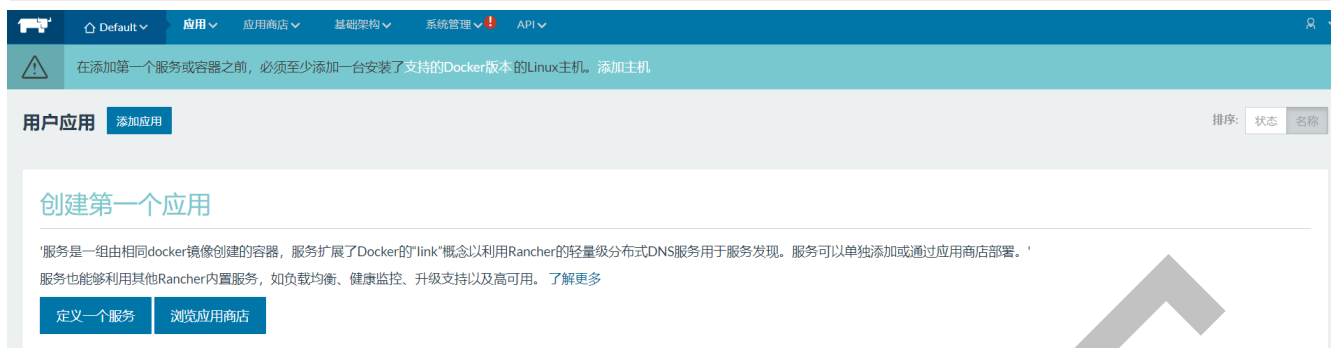 Default 应用 应用商店 基础架构 系统管理 ! API
在添加第一个服务或容器之前，必须至少添加一台安装了支持的Docker版本 的Linux主机。添加主机
用户应用 添加应用 排序: 状态 名称
创建第一个应用
'服务是一组由相同docker镜像创建的容器，服务扩展了Docker的“link”概念以利用Rancher的轻量级分布式DNS服务用于服务发现。服务可以单独添加或通过应用商店部署。'
服务也能够利用其他Rancher内置服务，如负载均衡、健康监控、升级支持以及高可用。 了解更多
定义一个服务 浏览应用商店